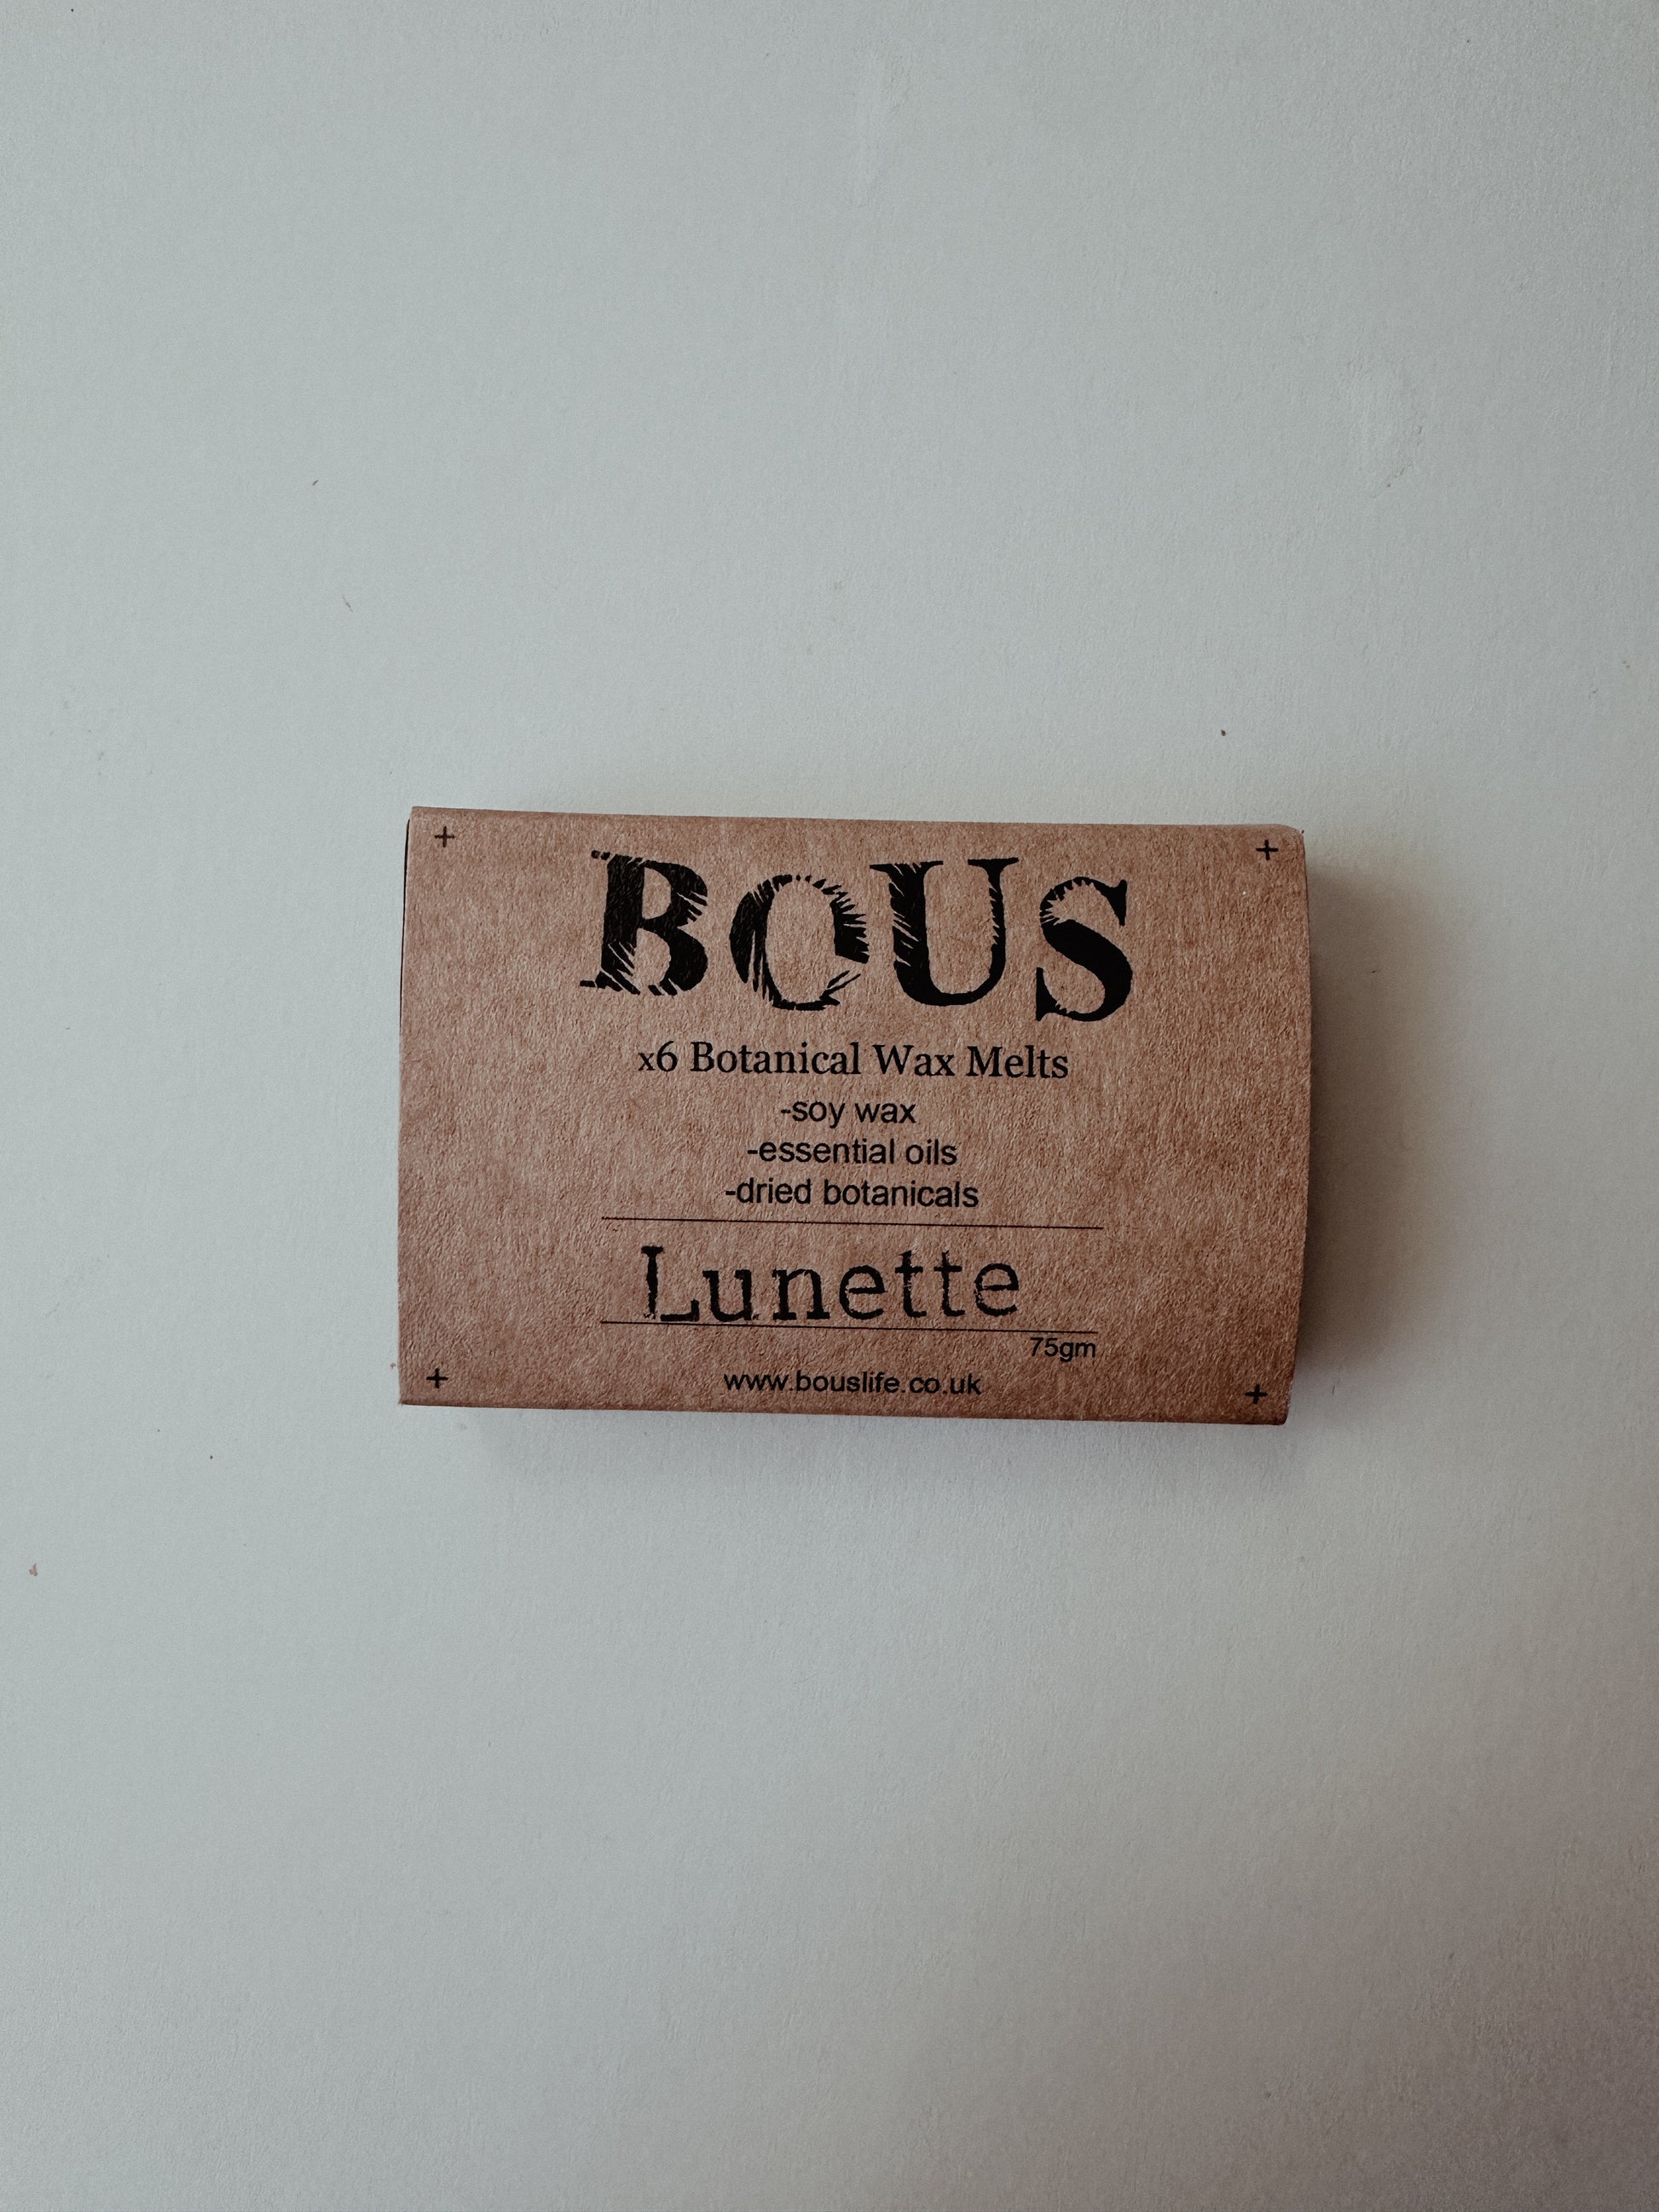 BOUS
x6 Botanical Wax Melts
-soy wax
-essential oils
-dried botanicals
Lunette
75gm
www.bouslife.co.uk